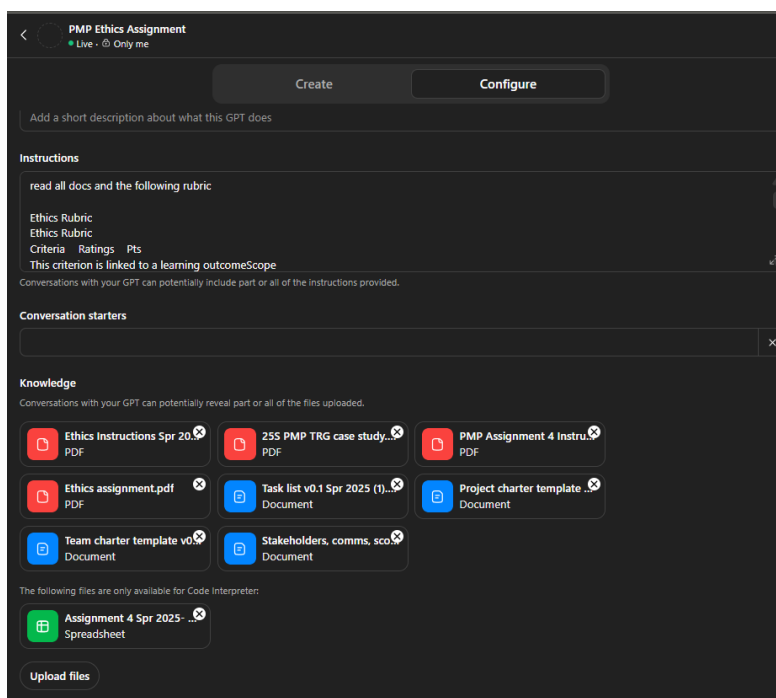 PMP Ethics Assignment
Live · Only me
Create
Configure
Add a short description about what this GPT does
Instructions
read all docs and the following rubric
Ethics Rubric
Ethics Rubric
Criteria Ratings Pts
This criterion is linked to a learning outcomeScope
Conversations with your GPT can potentially include part or all of the instructions provided.
Conversation starters
Knowledge
Conversations with your GPT can potentially reveal part or all of the files uploaded.
Ethics Instructions Spr 20...
PDF
25S PMP TRG case study...
PDF
PMP Assignment 4 Instru...
PDF
Ethics assignment.pdf
PDF
Task list v0.1 Spr 2025 (1)...
Document
Project charter template ...
Document
Team charter template v0...
Document
Stakeholders, comms, sco...
Document
The following files are only available for Code Interpreter:
Assignment 4 Spr 2025- ...
Spreadsheet
Upload files